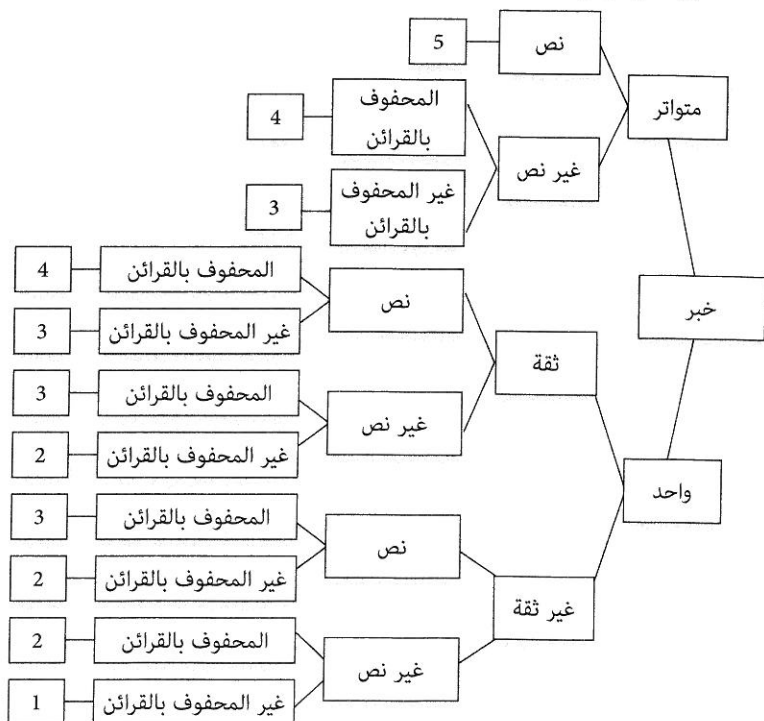 نص
5
متواتر
المحفوف
بالقرائن
4
غير نص
غير المحفوف
بالقرائن
3
خبر
المحفوف بالقرائن
4
نص
غير المحفوف بالقرائن
3
ثقة
المحفوف بالقرائن
3
غير نص
غير المحفوف بالقرائن
2
واحد
المحفوف بالقرائن
3
نص
غير المحفوف بالقرائن
2
غير ثقة
المحفوف بالقرائن
2
غير نص
غير المحفوف بالقرائن
1